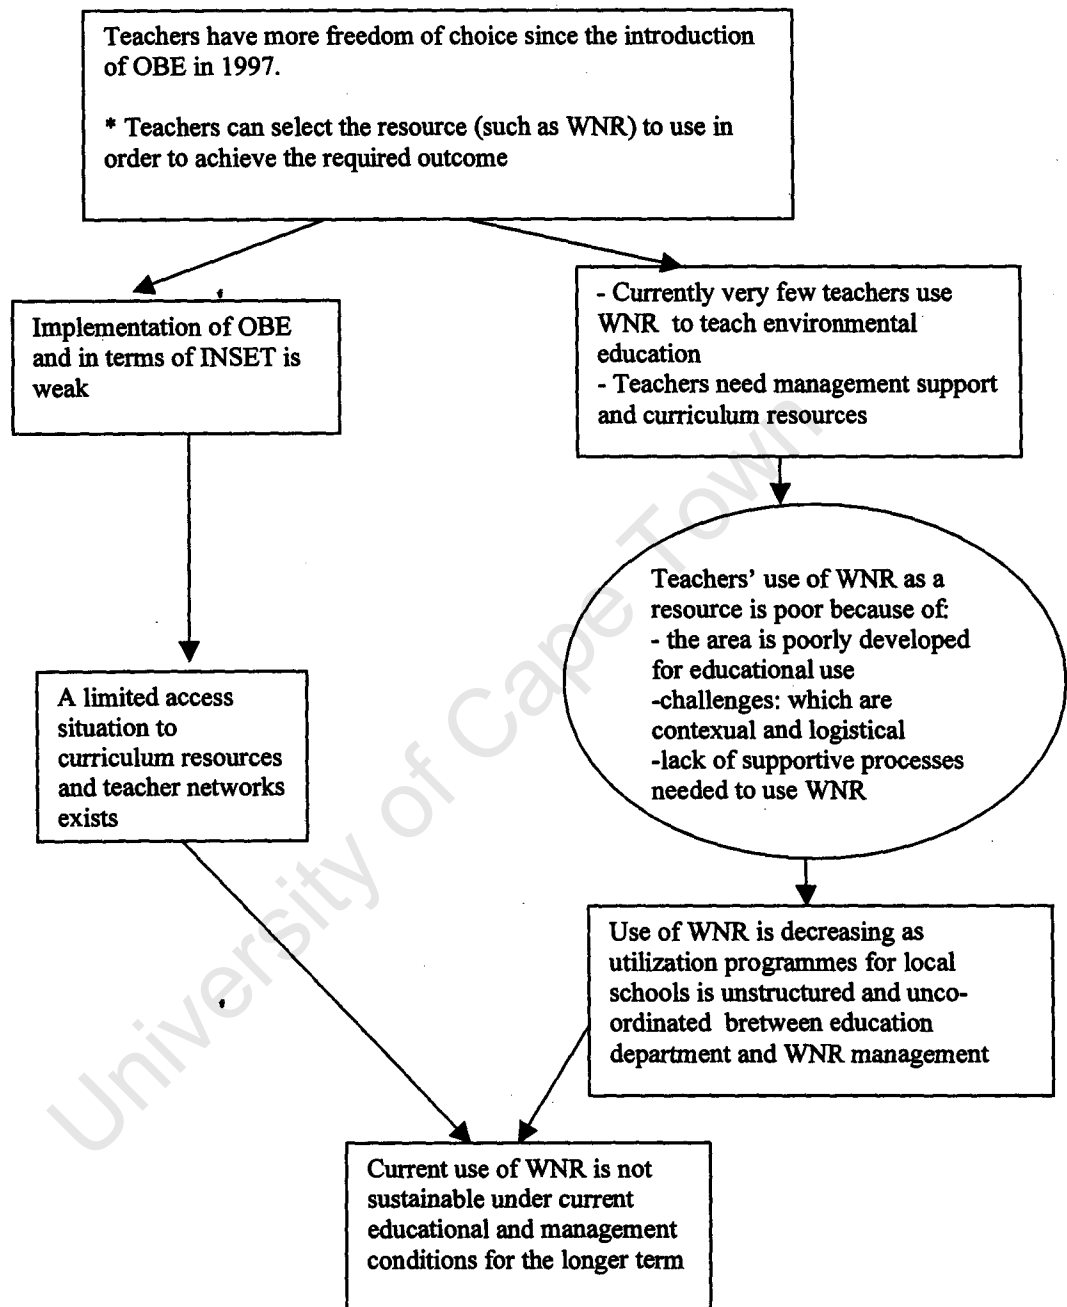 Teachers have more freedom of choice since the introduction
of OBE in 1997.
* Teachers can select the resource (such as WNR) to use in
order to achieve the required outcome
Implementation of OBE
and in terms of INSET is
weak
- Currently very few teachers use
WNR to teach environmental
education
- Teachers need management support
and curriculum resources
Teachers' use of WNR as a
resource is poor because of:
- the area is poorly developed
for educational use
-challenges: which are
contexual and logistical
-lack of supportive processes
needed to use WNR
A limited access
situation to
curriculum resources
and teacher networks
exists
Use of WNR is decreasing as
utilization programmes for local
schools is unstructured and unco-
ordinated bretween education
department and WNR management
Current use of WNR is not
sustainable under current
educational and management
conditions for the longer term
University of Cape Town